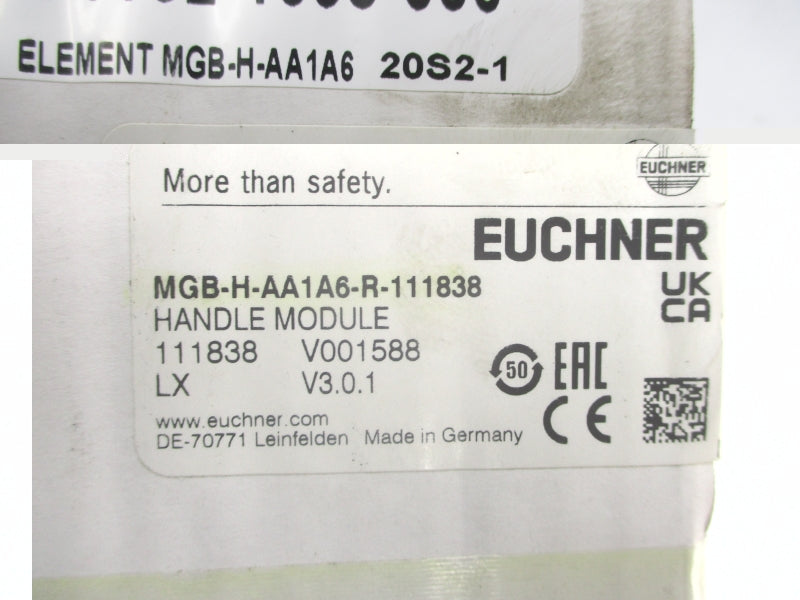 ELEMENT MGB-H-AA1A6 20S2-1
More than safety.
EUCHNER
EUCHNER
MGB-H-AA1A6-R-111838
HANDLE MODULE
111838 V001588
LX V3.0.1
UK
CA
50 EAC
CE
www.euchner.com
DE-70771 Leinfelden Made in Germany